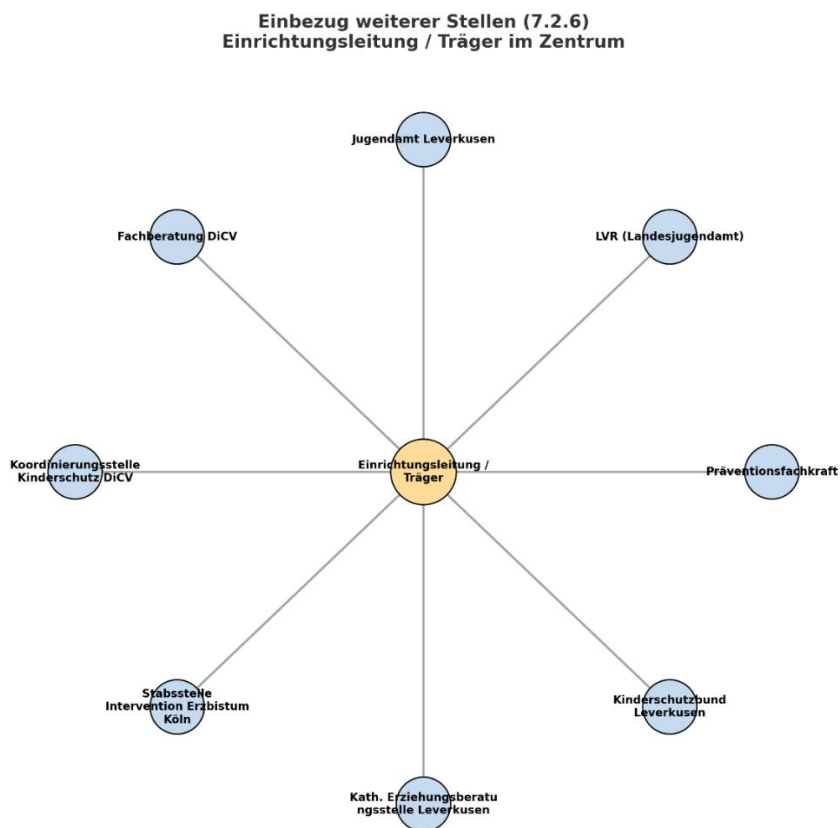 Einbezug weiterer Stellen (7.2.6)
Einrichtungsleitung / Träger im Zentrum
Jugendamt Leverkusen
Fachberatung DiCV
LVR (Landesjugendamt)
Koordinierungsstelle
Kinderschutz DiCV
Einrichtungsleitung /
Träger
Präventionsfachkraft
Stabsstelle
Intervention Erzbistum
Köln
Kinderschutzbund
Leverkusen
Kath. Erziehungsberatu
ngsstelle Leverkusen